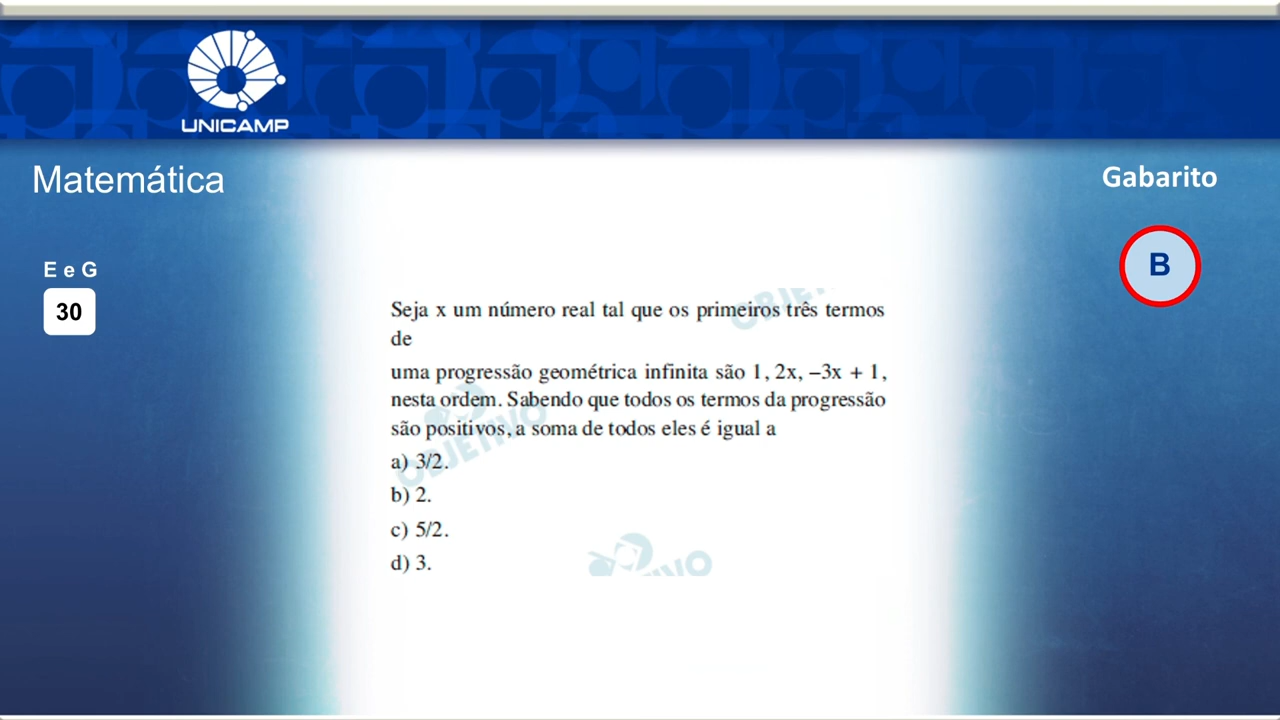 UNICAMP
Matemática
Gabarito
B
E e G
30
Seja x um número real tal que os primeiros três termos
de
uma progressão geométrica infinita são 1, 2x, –3x + 1,
nesta ordem. Sabendo que todos os termos da progressão
são positivos, a soma de todos eles é igual a
a) 3/2.
b) 2.
c) 5/2.
d) 3.
OBJETIVO